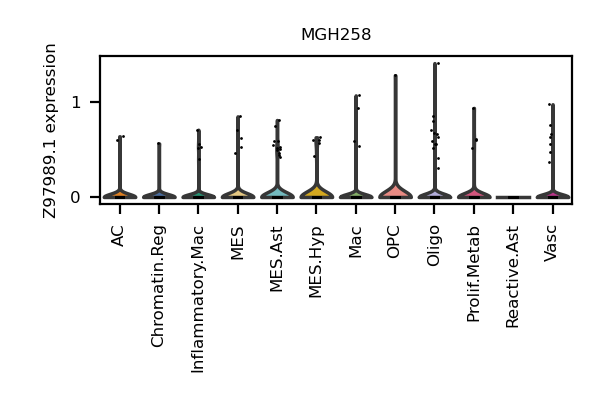 MGH258
Z97989.1 expression
1
0
AC
Chromatin.Reg
Inflammatory.Mac
MES
MES.Ast
MES.Hyp
Mac
OPC
Oligo
Prolif.Metab
Reactive.Ast
Vasc